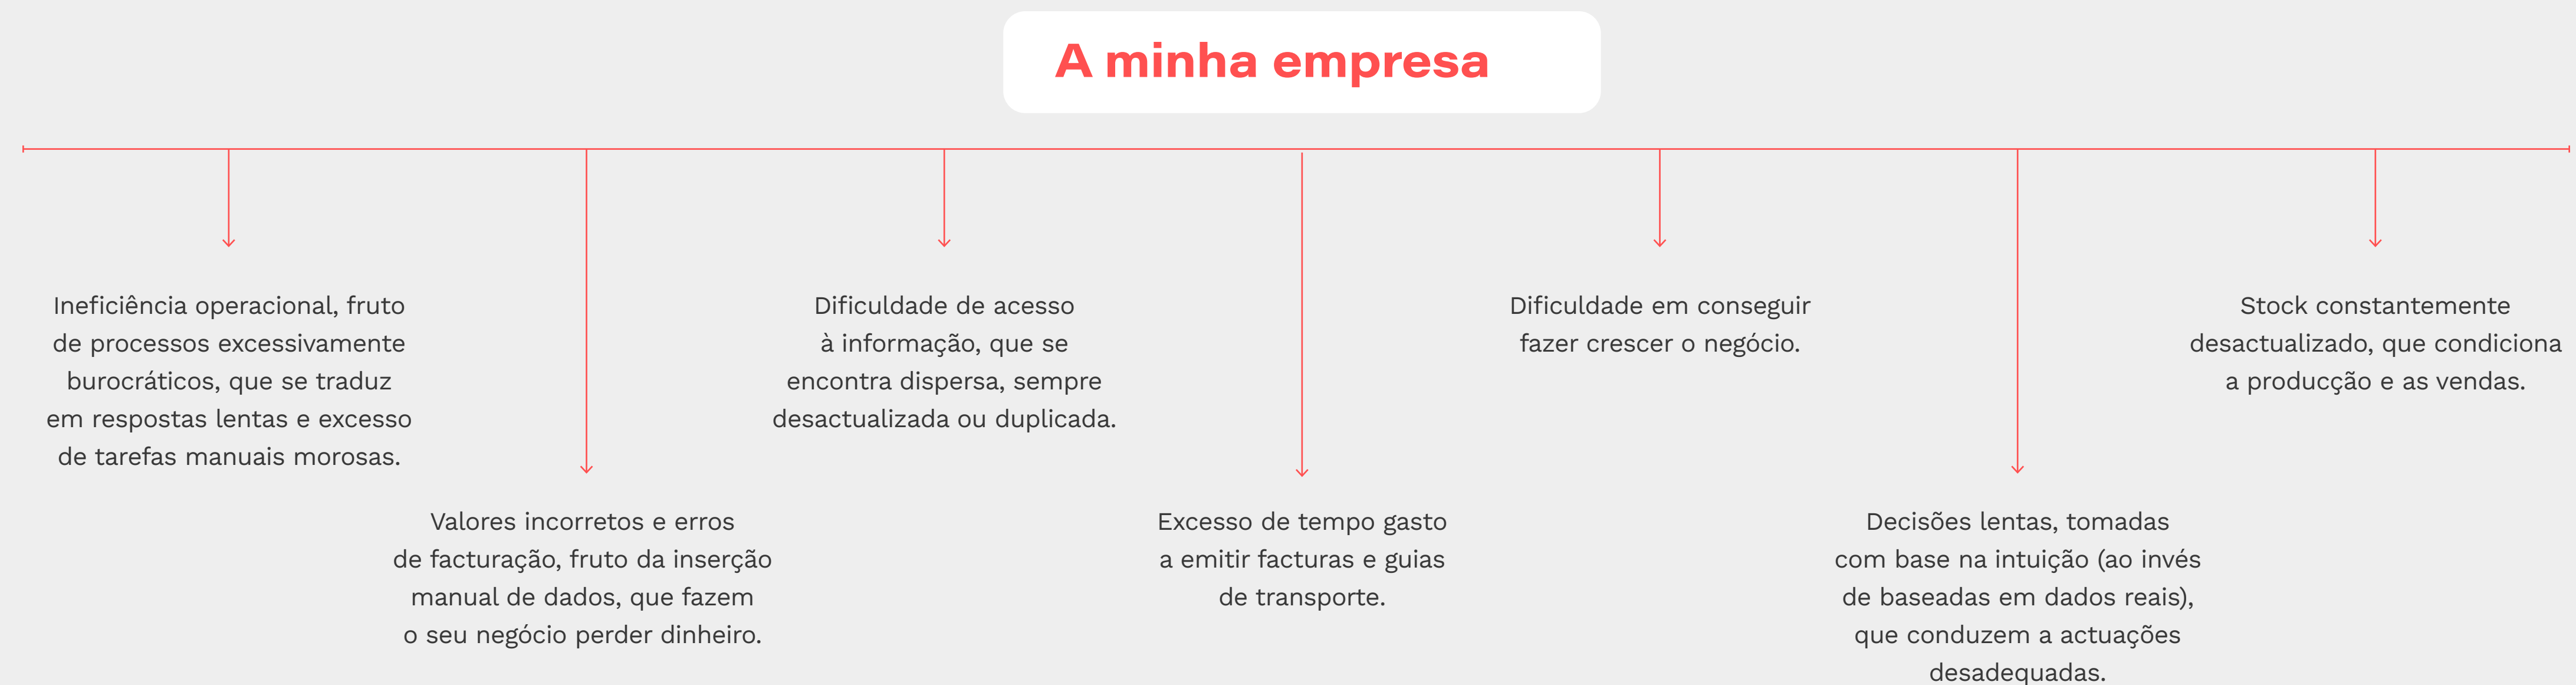 A minha empresa
Ineficiência operacional, fruto
de processos excessivamente
burocráticos, que se traduz
em respostas lentas e excesso
de tarefas manuais morosas.
Valores incorretos e erros
de facturação, fruto da inserção
manual de dados, que fazem
o seu negócio perder dinheiro.
Dificuldade de acesso
à informação, que se
encontra dispersa, sempre
desactualizada ou duplicada.
Excesso de tempo gasto
a emitir facturas e guias
de transporte.
Dificuldade em conseguir
fazer crescer o negócio.
Decisões lentas, tomadas
com base na intuição (ao invés
de baseadas em dados reais),
que conduzem a actuações
desadequadas.
Stock constantemente
desactualizado, que condiciona
a producção e as vendas.